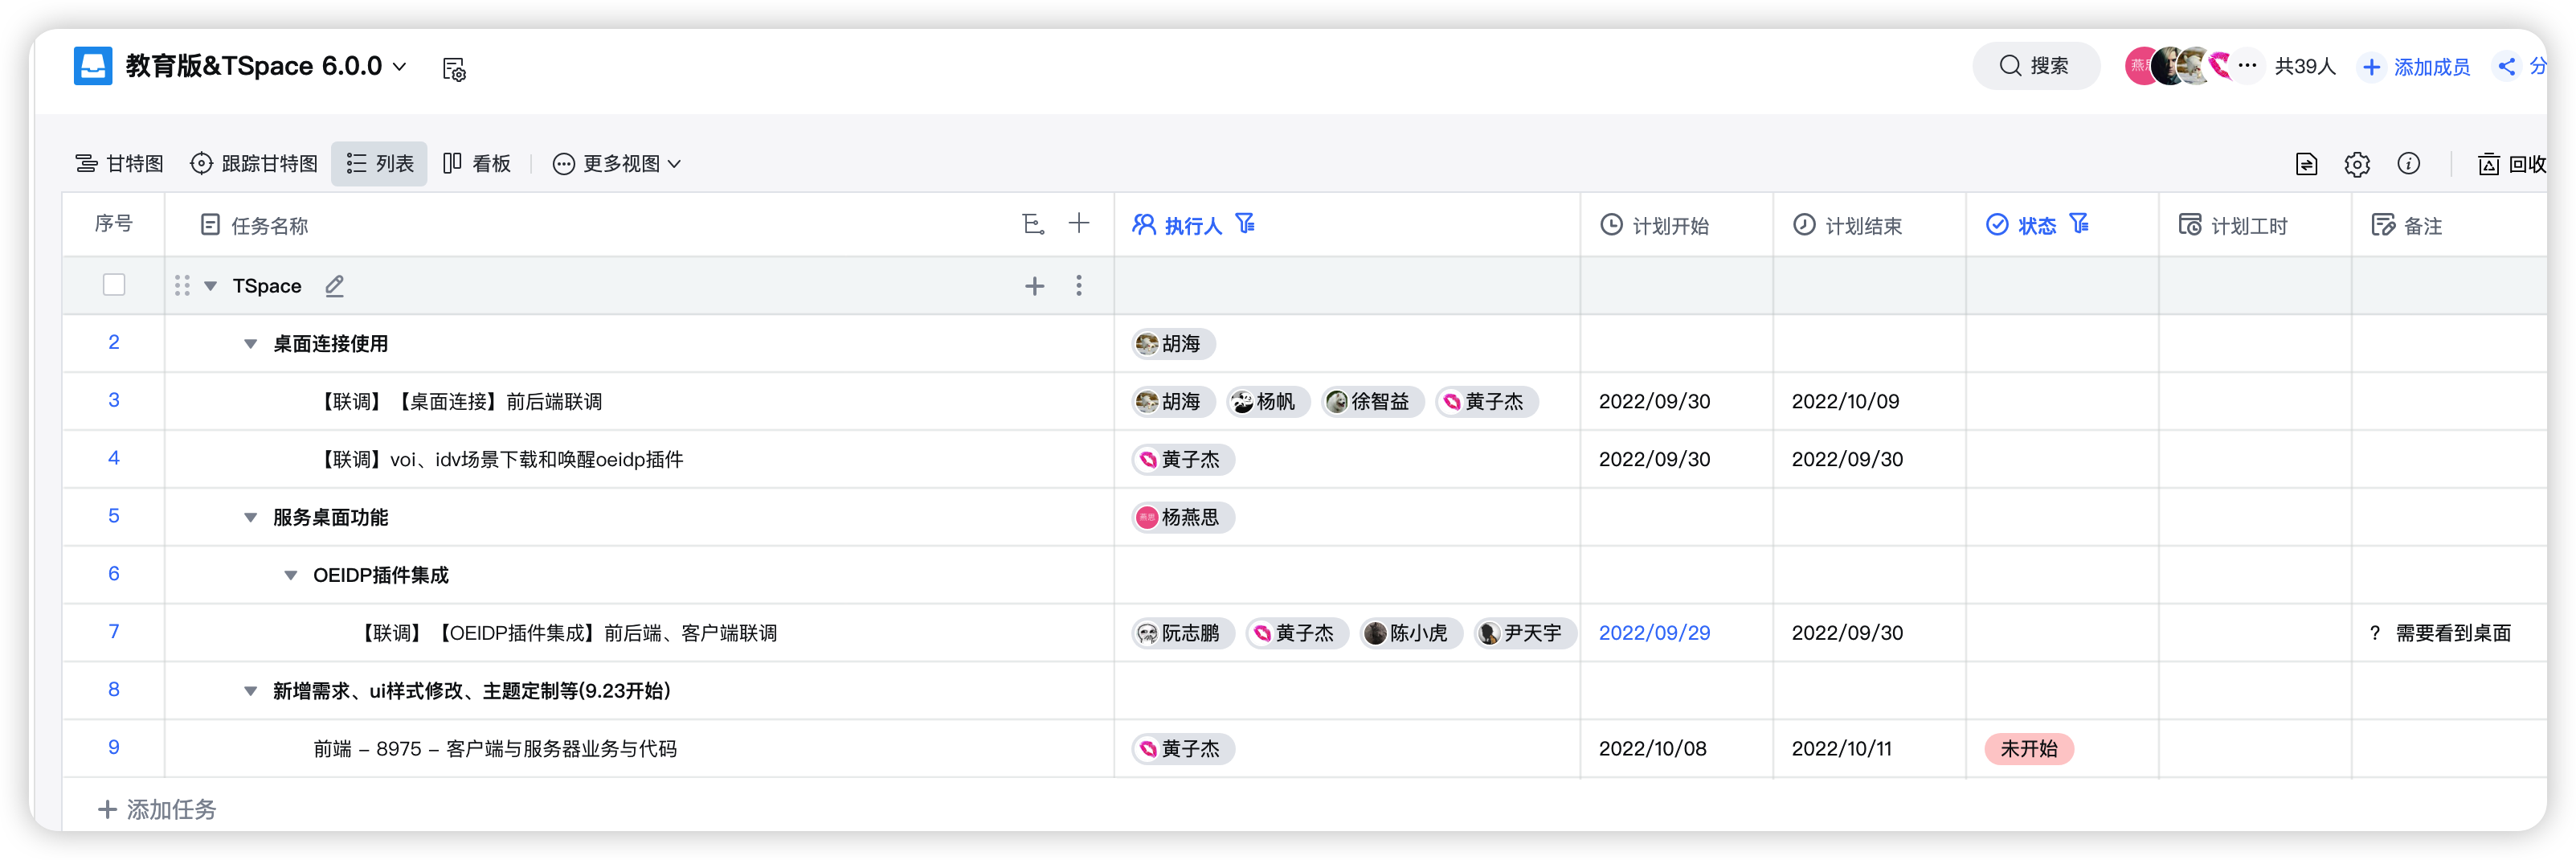 教育版&TSpace 6.0.0
搜索
燕思
共39人
添加成员
甘特图 跟踪甘特图 列表 看板 更多视图
回收
序号 任务名称 执行人 计划开始 计划结束 状态 计划工时 备注
TSpace
2 桌面连接使用 胡海
3 【联调】【桌面连接】前后端联调 胡海 杨帆 徐智益 黄子杰 2022/09/30 2022/10/09
4 【联调】voi、idv场景下载和唤醒oeidp插件 黄子杰 2022/09/30 2022/09/30
5 服务桌面功能 燕思 杨燕思
6 OEIDP插件集成
7 【联调】【OEIDP插件集成】前后端、客户端联调 阮志鹏 黄子杰 陈小虎 尹天宇 2022/09/29 2022/09/30 ? 需要看到桌面
8 新增需求、ui样式修改、主题定制等(9.23开始)
9 前端 – 8975 – 客户端与服务器业务与代码 黄子杰 2022/10/08 2022/10/11 未开始
添加任务